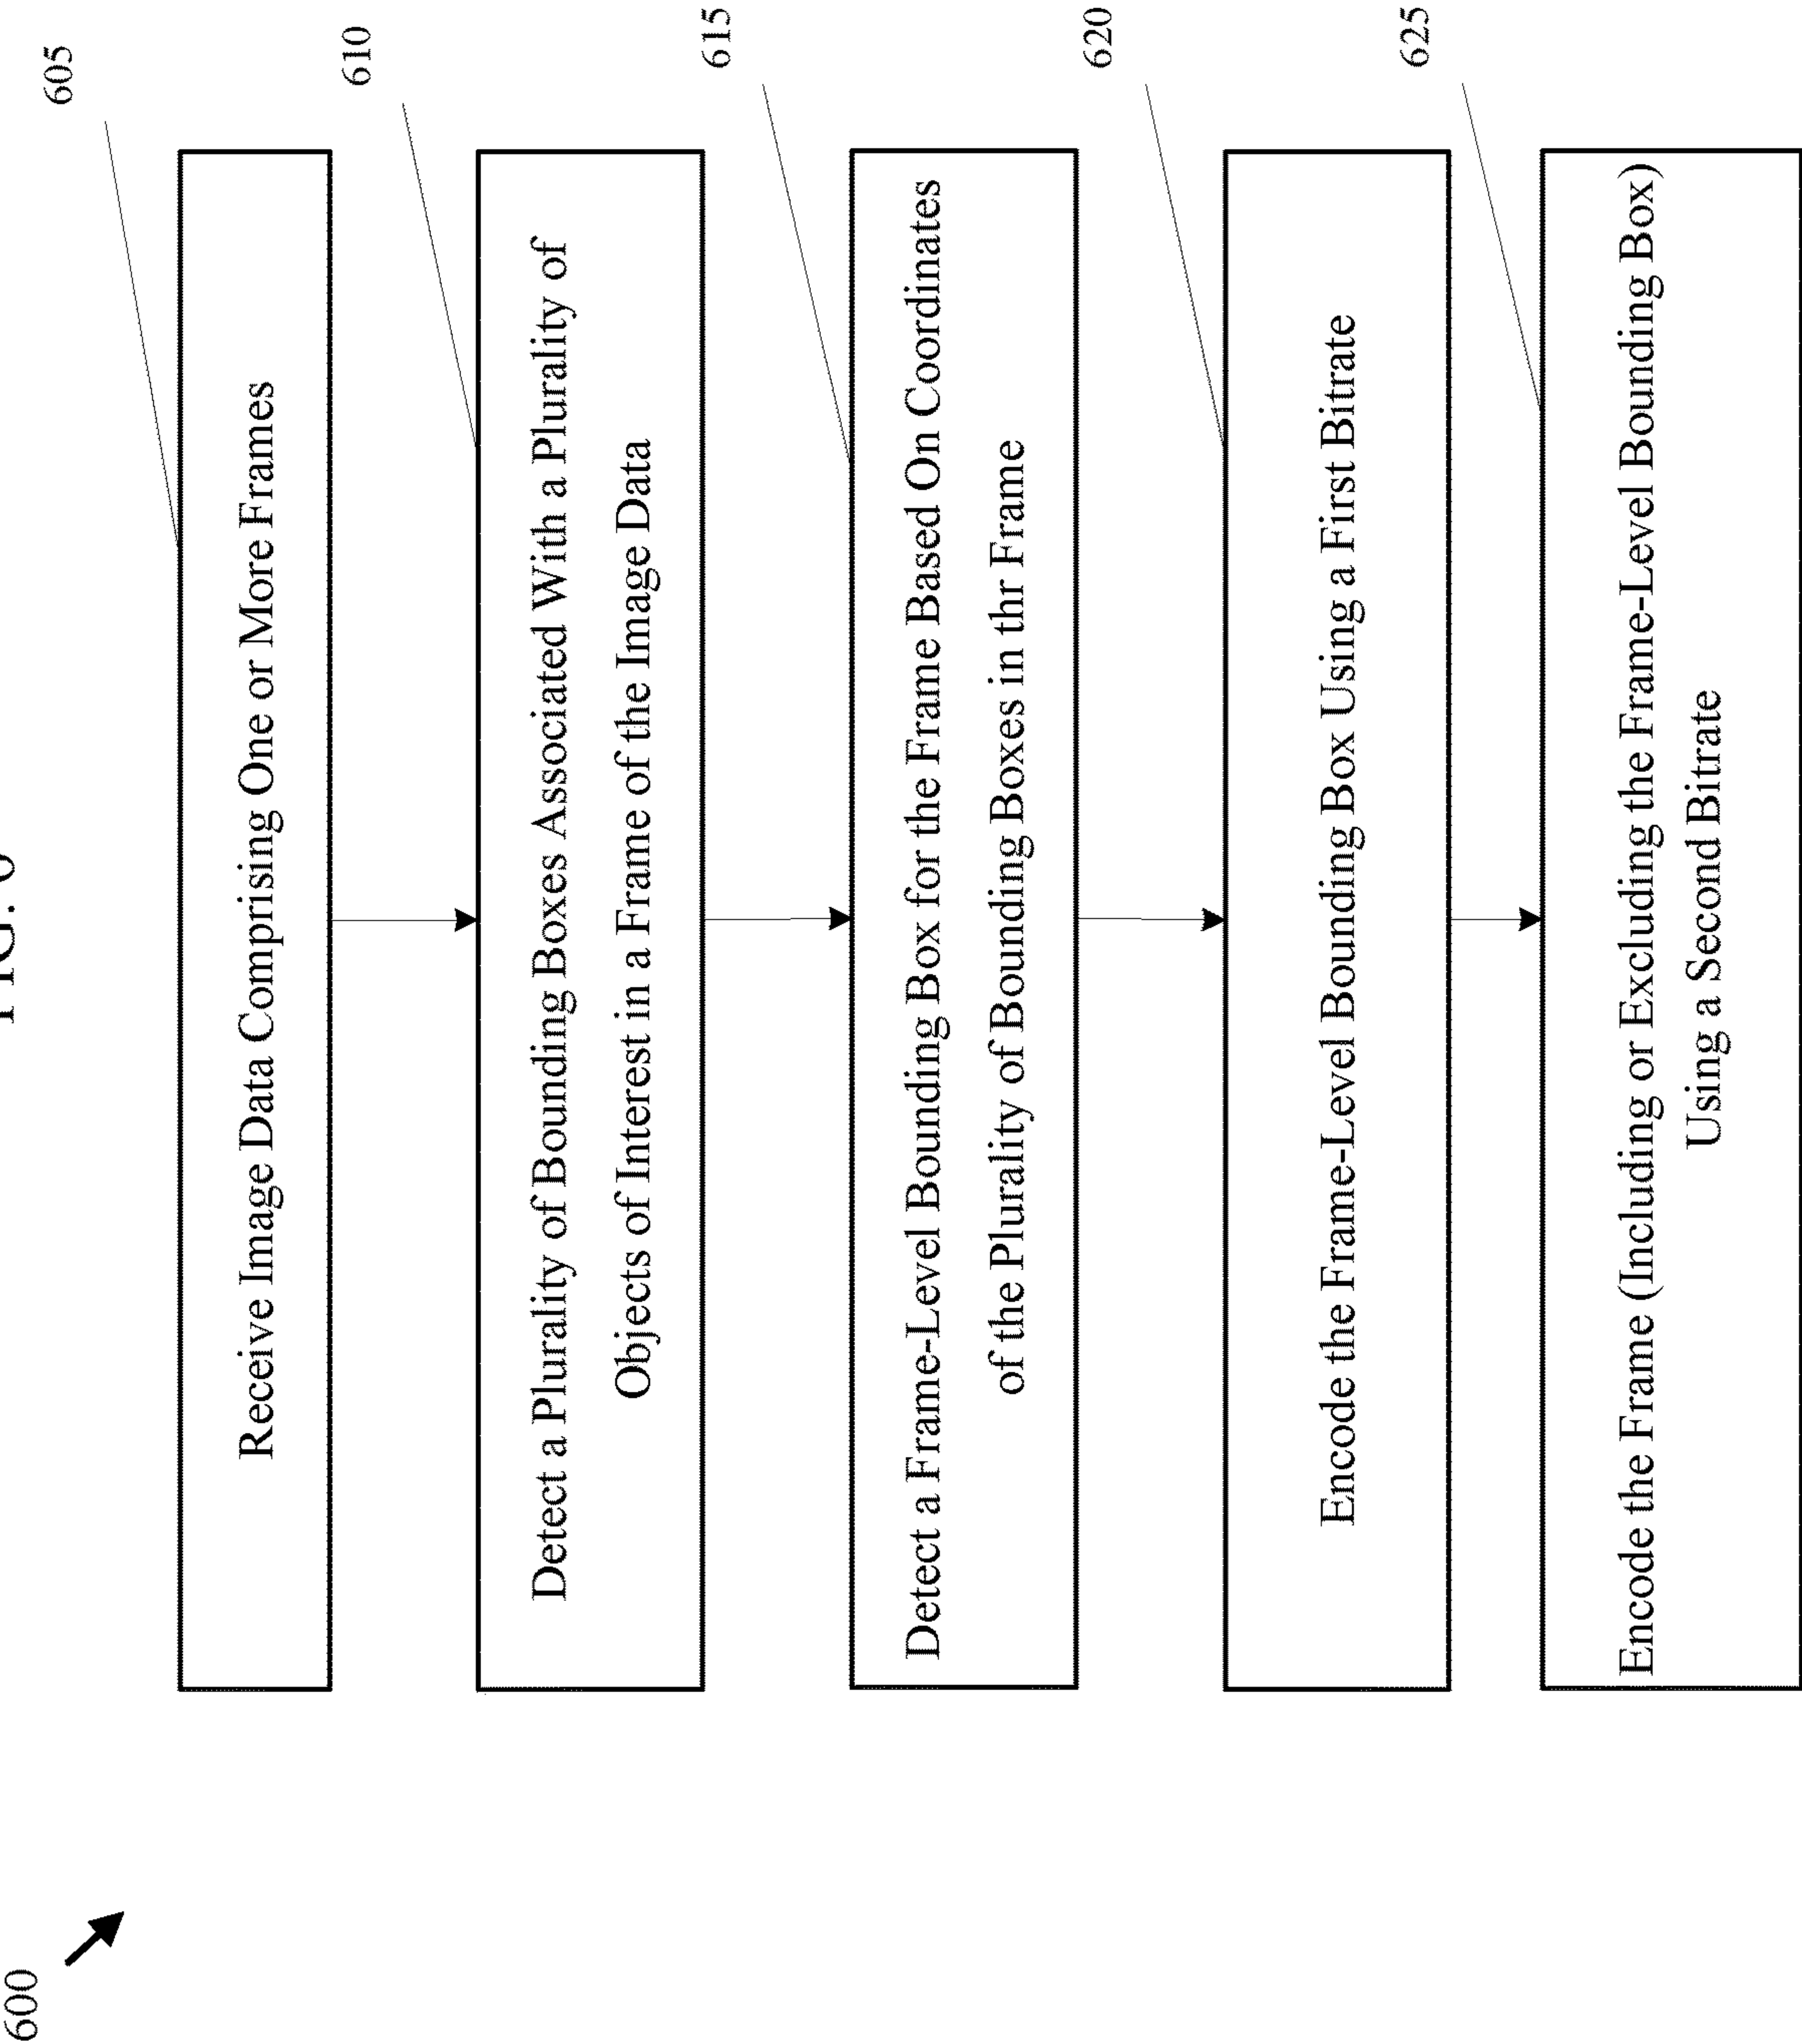 FIG. 6
600
605
Receive Image Data Comprising One or More Frames
610
Detect a Plurality of Bounding Boxes Associated With a Plurality of
Objects of Interest in a Frame of the Image Data
615
Detect a Frame-Level Bounding Box for the Frame Based On Coordinates
of the Plurality of Bounding Boxes in thr Frame
620
Encode the Frame-Level Bounding Box Using a First Bitrate
625
Encode the Frame (Including or Excluding the Frame-Level Bounding Box)
Using a Second Bitrate